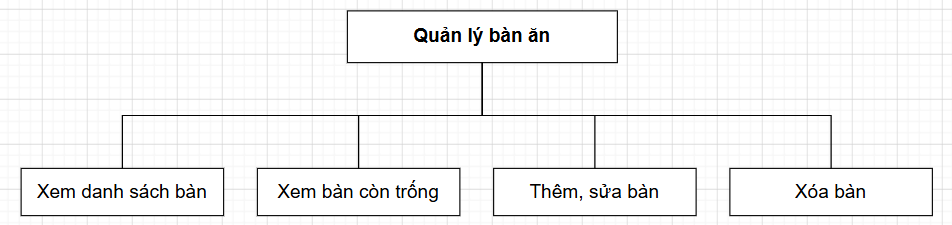 Quản lý bàn ăn
Xem danh sách bàn
Xem bàn còn trống
Thêm, sửa bàn
Xóa bàn